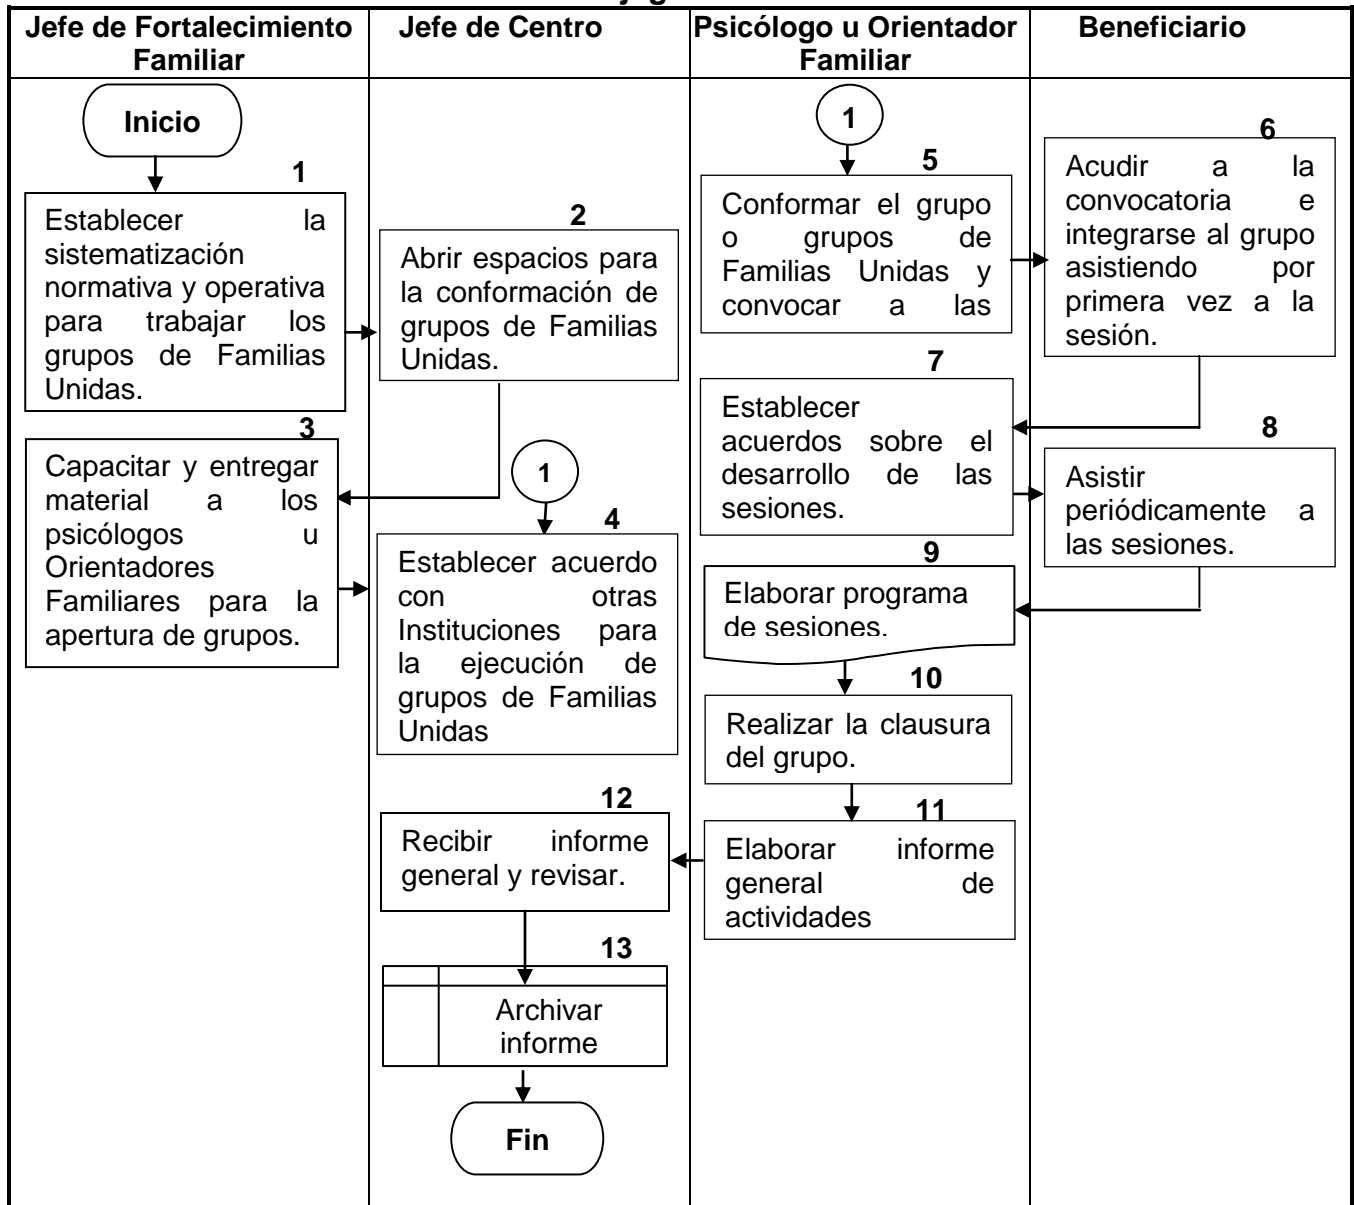 Jefe de Fortalecimiento
Familiar
Jefe de Centro
Psicólogo u Orientador
Familiar
Beneficiario
Inicio
1
Establecer la
sistematización
normativa y operativa
para trabajar los
grupos de Familias
Unidas.
2
Abrir espacios para
la conformación de
grupos de Familias
Unidas.
3
Capacitar y entregar
material a los
psicólogos u
Orientadores
Familiares para la
apertura de grupos.
1
4
Establecer acuerdo
con otras
Instituciones para
la ejecución de
grupos de Familias
Unidas
1
5
Conformar el grupo
o grupos de
Familias Unidas y
convocar a las
6
Acudir a la
convocatoria e
integrarse al grupo
asistiendo por
primera vez a la
sesión.
7
Establecer
acuerdos sobre el
desarrollo de las
sesiones.
8
Asistir
periódicamente a
las sesiones.
9
Elaborar programa
de sesiones.
10
Realizar la clausura
del grupo.
11
Elaborar informe
general de
actividades
12
Recibir informe
general y revisar.
13
Archivar
informe
Fin